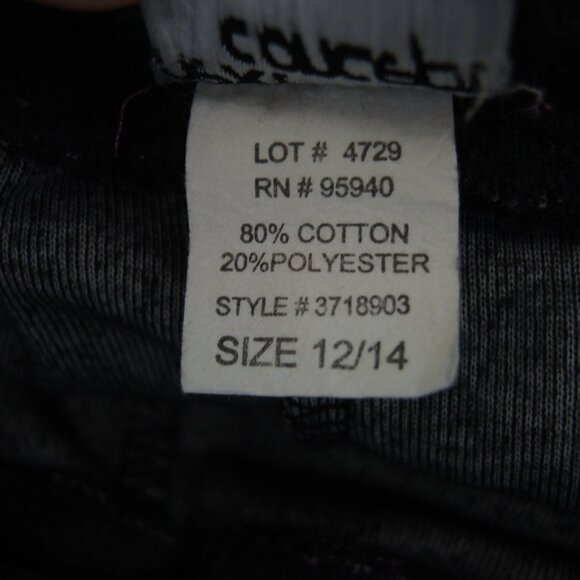 LOT # 4729
RN # 95940
80% COTTON
20%POLYESTER
STYLE # 3718903
SIZE 12/14